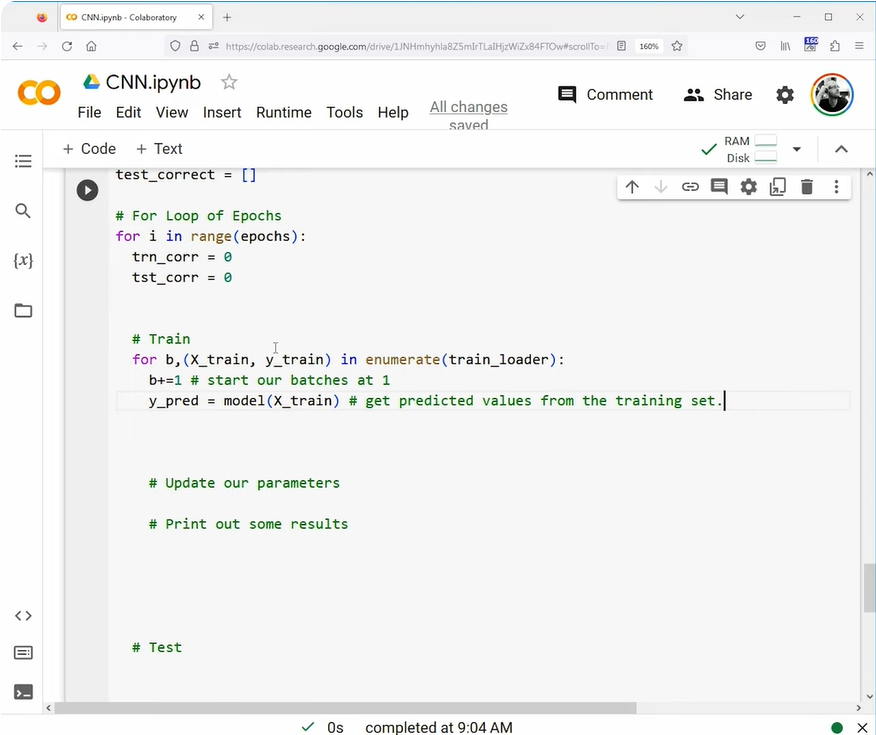 CNN.ipynb - Colaboratory
https://colab.research.google.com/drive/1JNHmhyhla8Z5mIrTLaIHjzWiZx84FTOw#scrollTo=
160%
160
CNN.ipynb
File Edit View Insert Runtime Tools Help
All changes saved
Comment
Share
+ Code + Text
RAM
Disk
test_correct = []
# For Loop of Epochs
for i in range(epochs):
trn_corr = 0
tst_corr = 0
# Train
for b,(X_train, y_train) in enumerate(train_loader):
b+=1 # start our batches at 1
y_pred = model(X_train) # get predicted values from the training set.
# Update our parameters
# Print out some results
# Test
{x}
0s completed at 9:04 AM